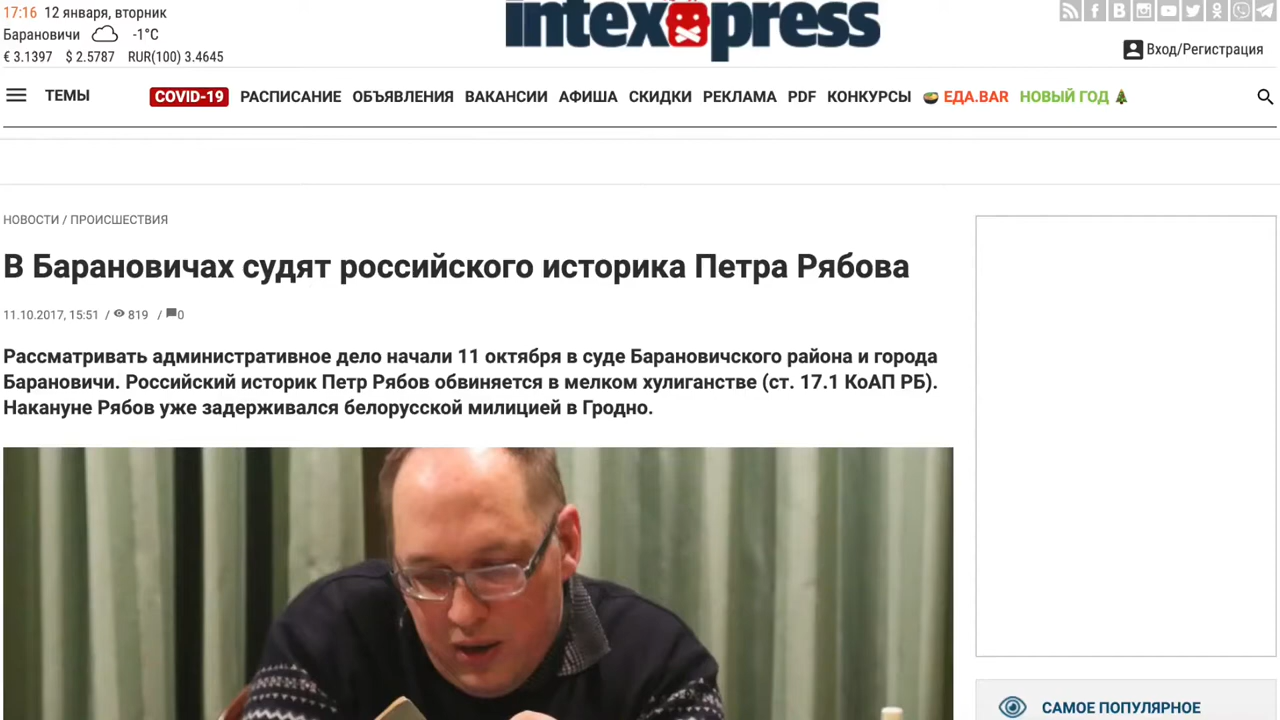 17:16 12 января, вторник
Барановичи -1°C
€ 3.1397 $ 2.5787 RUR(100) 3.4645
intexpress
Вход/Регистрация
ТЕМЫ COVID-19 РАСПИСАНИЕ ОБЪЯВЛЕНИЯ ВАКАНСИИ АФИША СКИДКИ РЕКЛАМА PDF КОНКУРСЫ ЕДА.BAR НОВЫЙ ГОД
НОВОСТИ / ПРОИСШЕСТВИЯ
В Барановичах судят российского историка Петра Рябова
11.10.2017, 15:51 / 819 / 0
Рассматривать административное дело начали 11 октября в суде Барановичского района и города
Барановичи. Российский историк Петр Рябов обвиняется в мелком хулиганстве (ст. 17.1 КоАП РБ).
Накануне Рябов уже задерживался белорусской милицией в Гродно.
САМОЕ ПОПУЛЯРНОЕ